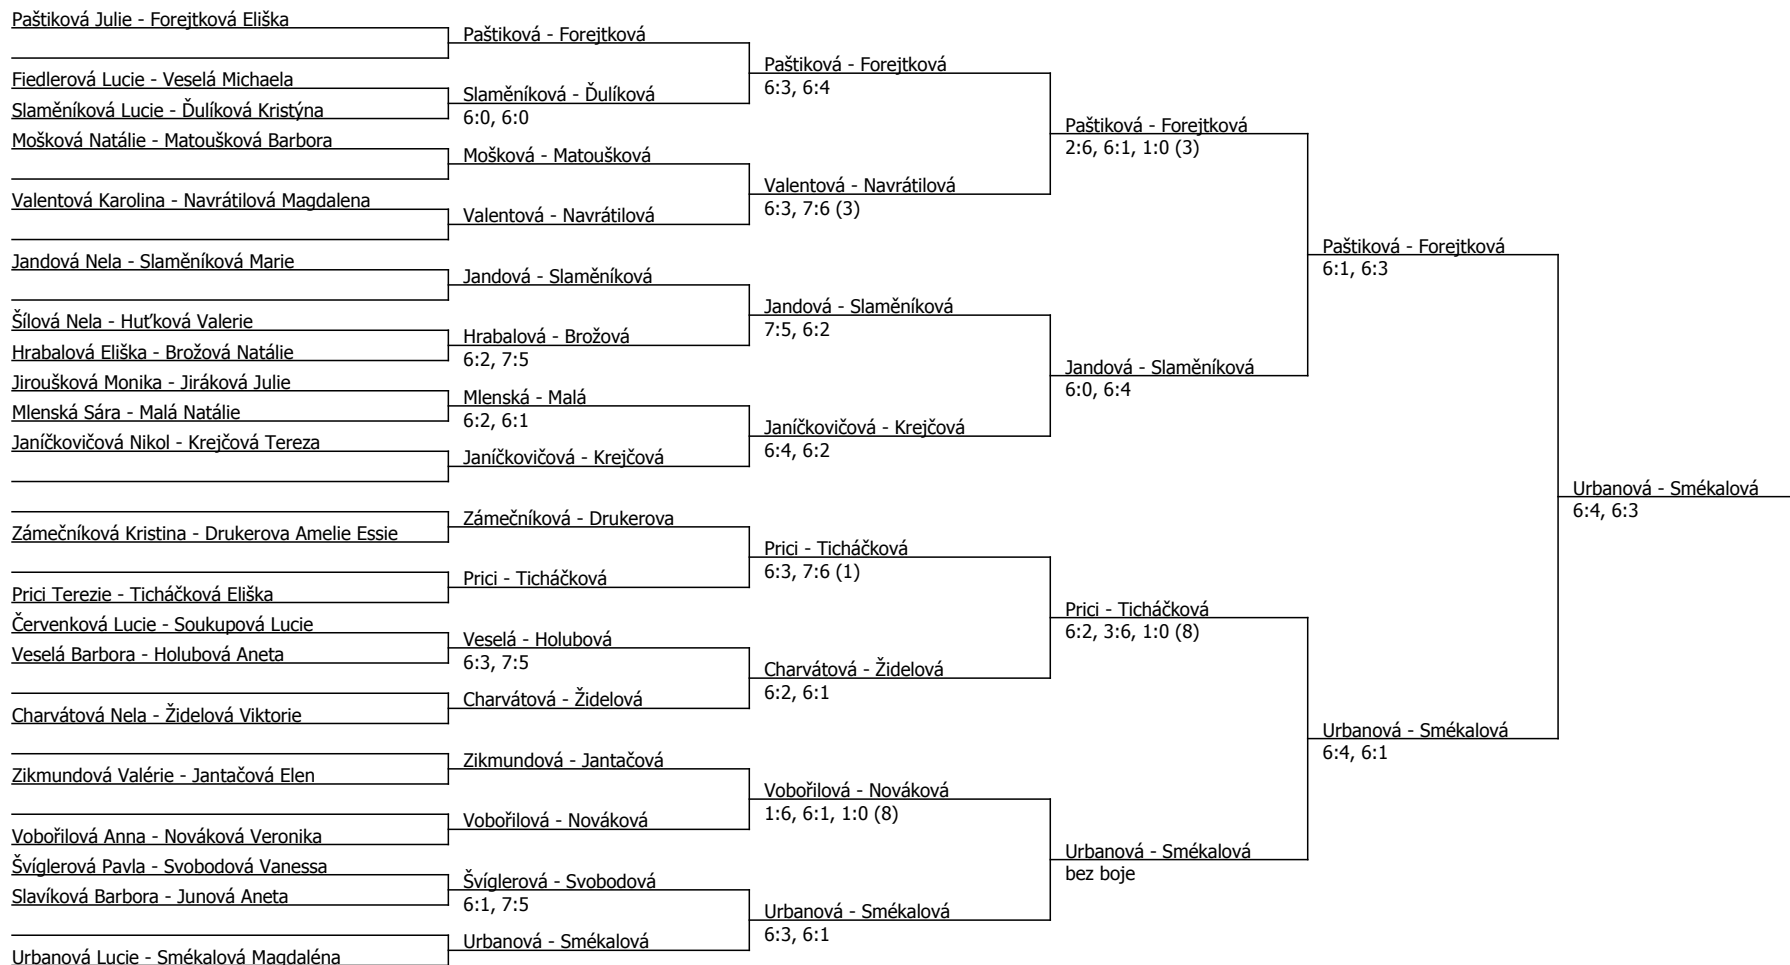 Paštiková Julie - Forejtková Eliška
Fiedlerová Lucie - Veselá Michaela
Slaměníková Lucie - Ďulíková Kristýna
Mošková Natálie - Matoušková Barbora
Valentová Karolina - Navrátilová Magdalena
Jandová Nela - Slaměníková Marie
Šílová Nela - Huťková Valerie
Hrabalová Eliška - Brožová Natálie
Jiroušková Monika - Jiráková Julie
Mlenská Sára - Malá Natálie
Janíčkovičová Nikol - Krejčová Tereza
Zámečníková Kristina - Drukerova Amelie Essie
Prici Terezie - Ticháčková Eliška
Červenková Lucie - Soukupová Lucie
Veselá Barbora - Holubová Aneta
Charvátová Nela - Židelová Viktorie
Zikmundová Valérie - Jantačová Elen
Vobořilová Anna - Nováková Veronika
Švíglerová Pavla - Svobodová Vanessa
Slavíková Barbora - Junová Aneta
Urbanová Lucie - Smékalová Magdaléna
Paštiková - Forejtková
Slaměníková - Ďulíková
6:0, 6:0
Mošková - Matoušková
Valentová - Navrátilová
Jandová - Slaměníková
Hrabalová - Brožová
6:2, 7:5
Mlenská - Malá
6:2, 6:1
Janíčkovičová - Krejčová
Zámečníková - Drukerova
Prici - Ticháčková
Veselá - Holubová
6:3, 7:5
Charvátová - Židelová
Zikmundová - Jantačová
Vobořilová - Nováková
Švíglerová - Svobodová
6:1, 7:5
Urbanová - Smékalová
Paštiková - Forejtková
6:3, 6:4
Valentová - Navrátilová
6:3, 7:6 (3)
Jandová - Slaměníková
7:5, 6:2
Janíčkovičová - Krejčová
6:4, 6:2
Prici - Ticháčková
6:3, 7:6 (1)
Charvátová - Židelová
6:2, 6:1
Vobořilová - Nováková
1:6, 6:1, 1:0 (8)
Urbanová - Smékalová
6:3, 6:1
Paštiková - Forejtková
2:6, 6:1, 1:0 (3)
Jandová - Slaměníková
6:0, 6:4
Prici - Ticháčková
6:2, 3:6, 1:0 (8)
Urbanová - Smékalová
bez boje
Paštiková - Forejtková
6:1, 6:3
Urbanová - Smékalová
6:4, 6:1
Urbanová - Smékalová
6:4, 6:3